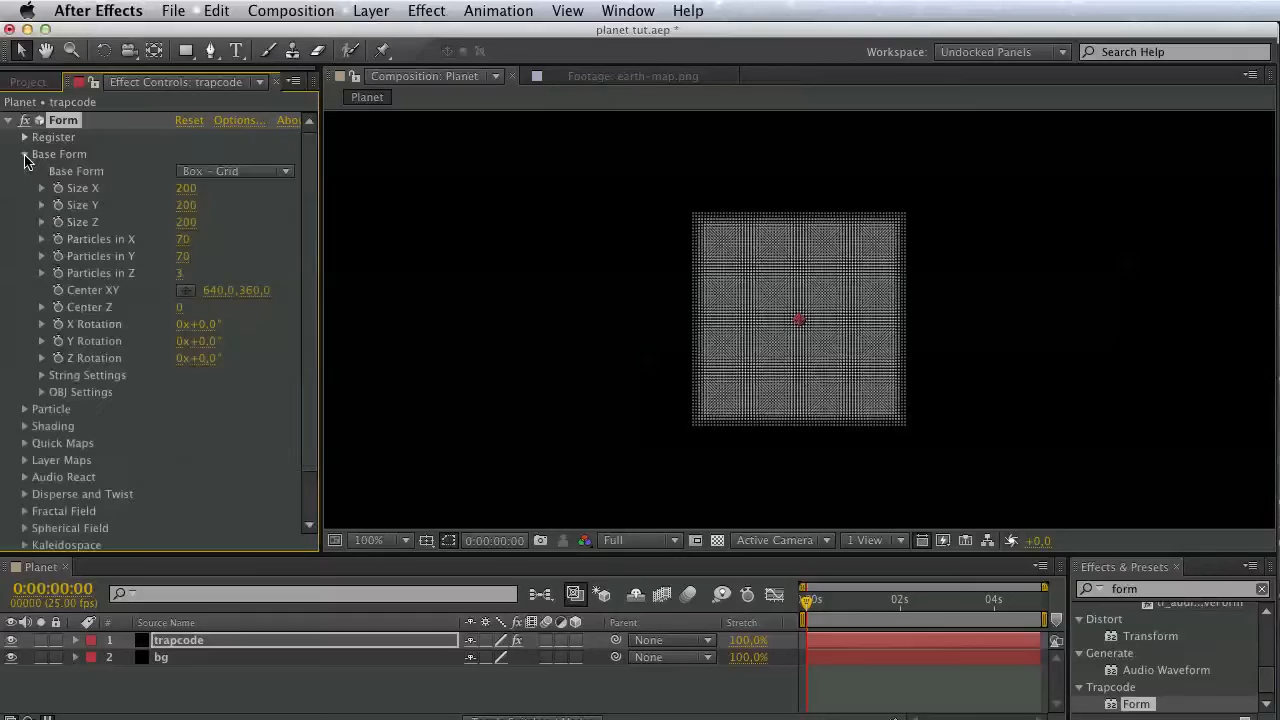 After Effects File Edit Composition Layer Effect Animation View Window Help
planet tut.aep *
Workspace: Undocked Panels Search Help
Project Effect Controls: trapcode Composition: Planet Footage: earth-map.png
Planet • trapcode Planet
fx Form Reset Options... Abou
Register
Base Form
Base Form Box - Grid
Size X 200
Size Y 200
Size Z 200
Particles in X 70
Particles in Y 70
Particles in Z 3
Center XY 640,0,360,0
Center Z 0
X Rotation 0x+0,0°
Y Rotation 0x+0,0°
Z Rotation 0x+0,0°
String Settings
OBJ Settings
Particle
Shading
Quick Maps
Layer Maps
Audio React
Disperse and Twist
Fractal Field
Spherical Field
Kaleidospace
100% 0:00:00:00 Full Active Camera 1 View +0,0
Planet Effects & Presets
0:00:00:00
00000 (25.00 fps)
form
0s 02s 04s
# Source Name fx Parent Stretch
1 trapcode fx None 100,0%
2 bg None 100,0%
Distort
Transform
Generate
Audio Waveform
Trapcode
Form